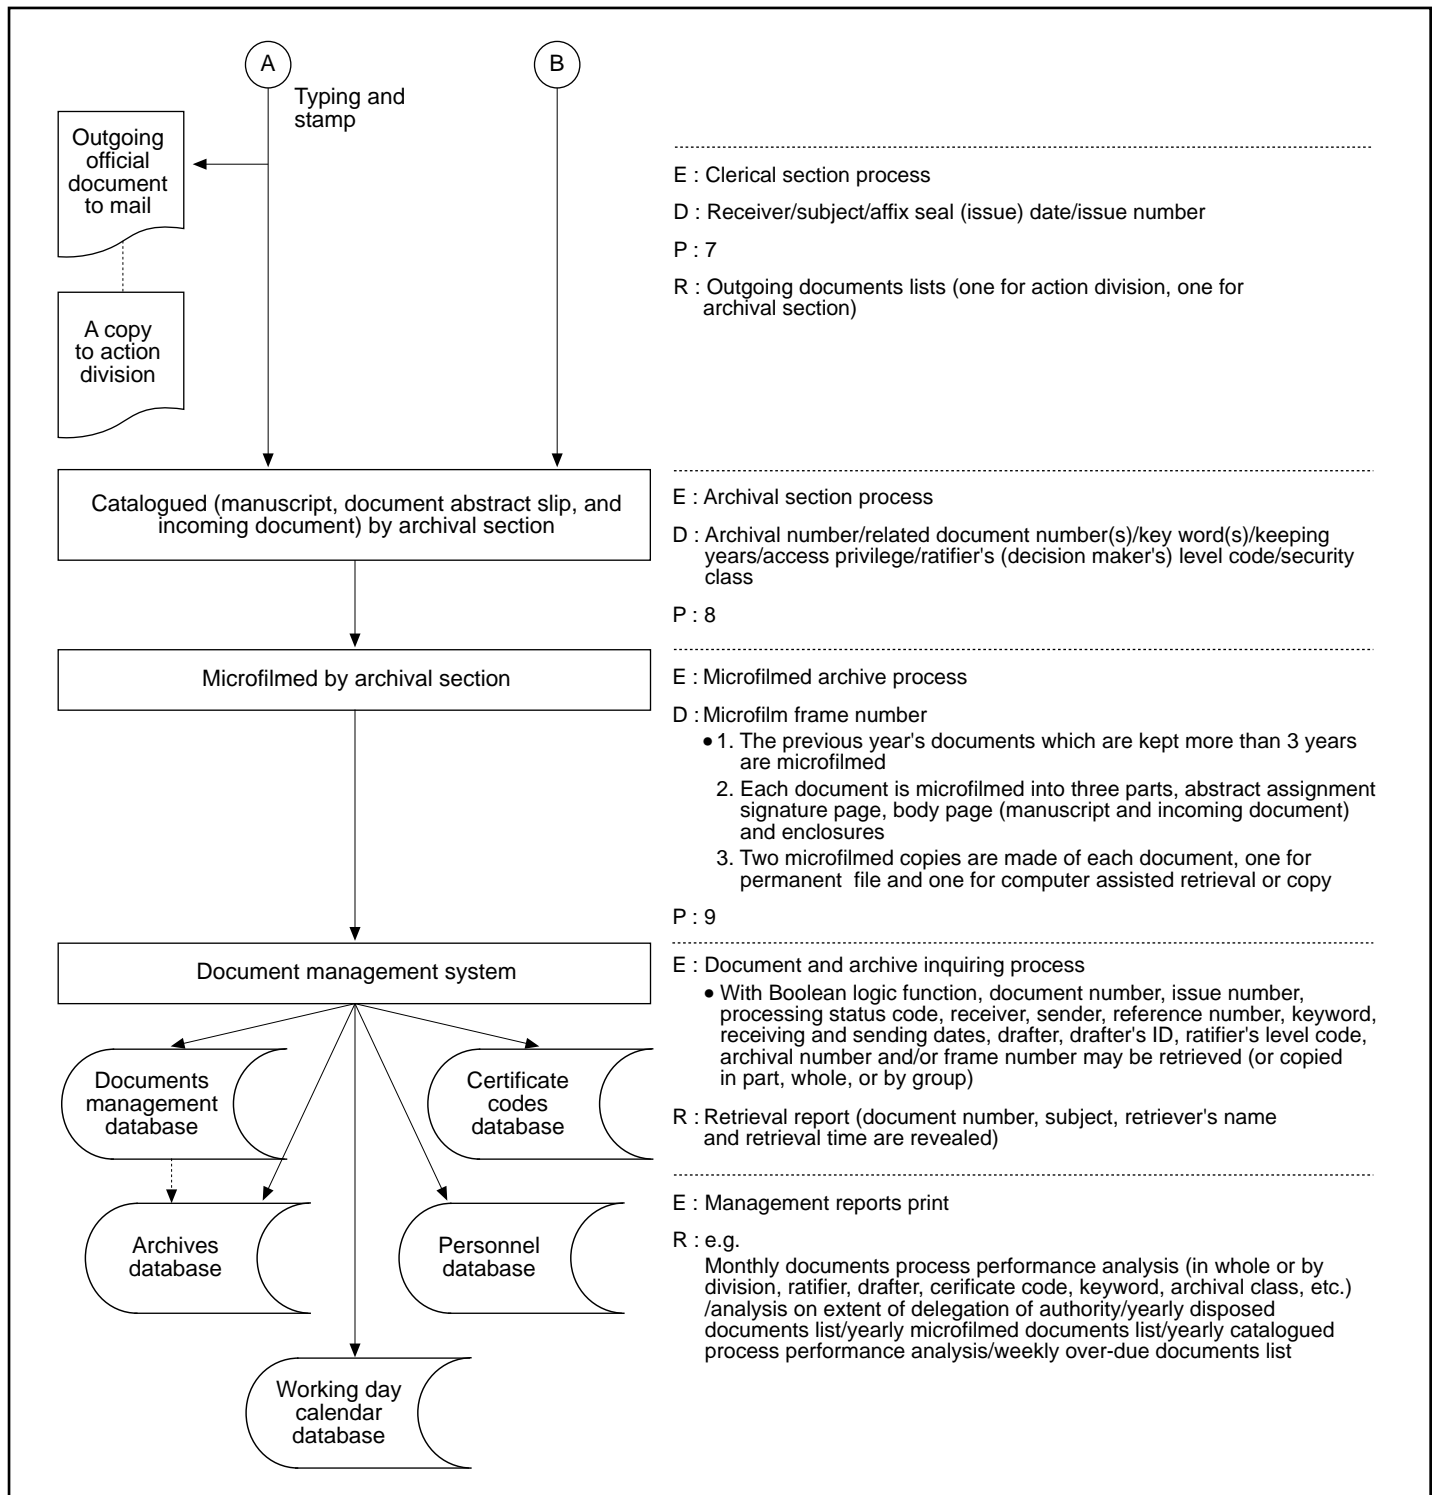 A
B
Typing and
stamp
Outgoing
official
document
to mail
A copy
to action
division
E : Clerical section process
D : Receiver/subject/affix seal (issue) date/issue number
P : 7
R : Outgoing documents lists (one for action division, one for
archival section)
Catalogued (manuscript, document abstract slip, and
incoming document) by archival section
E : Archival section process
D : Archival number/related document number(s)/key word(s)/keeping
years/access privilege/ratifier's (decision maker's) level code/security
class
P : 8
Microfilmed by archival section
E : Microfilmed archive process
D : Microfilm frame number
• 1. The previous year's documents which are kept more than 3 years
are microfilmed
2. Each document is microfilmed into three parts, abstract assignment
signature page, body page (manuscript and incoming document)
and enclosures
3. Two microfilmed copies are made of each document, one for
permanent file and one for computer assisted retrieval or copy
P : 9
Document management system
E : Document and archive inquiring process
• With Boolean logic function, document number, issue number,
processing status code, receiver, sender, reference number, keyword,
receiving and sending dates, drafter, drafter's ID, ratifier's level code,
archival number and/or frame number may be retrieved (or copied
in part, whole, or by group)
R : Retrieval report (document number, subject, retriever's name
and retrieval time are revealed)
Documents
management
database
Certificate
codes
database
Archives
database
Personnel
database
Working day
calendar
database
E : Management reports print
R : e.g.
Monthly documents process performance analysis (in whole or by
division, ratifier, drafter, cerificate code, keyword, archival class, etc.)
/analysis on extent of delegation of authority/yearly disposed
documents list/yearly microfilmed documents list/yearly catalogued
process performance analysis/weekly over-due documents list